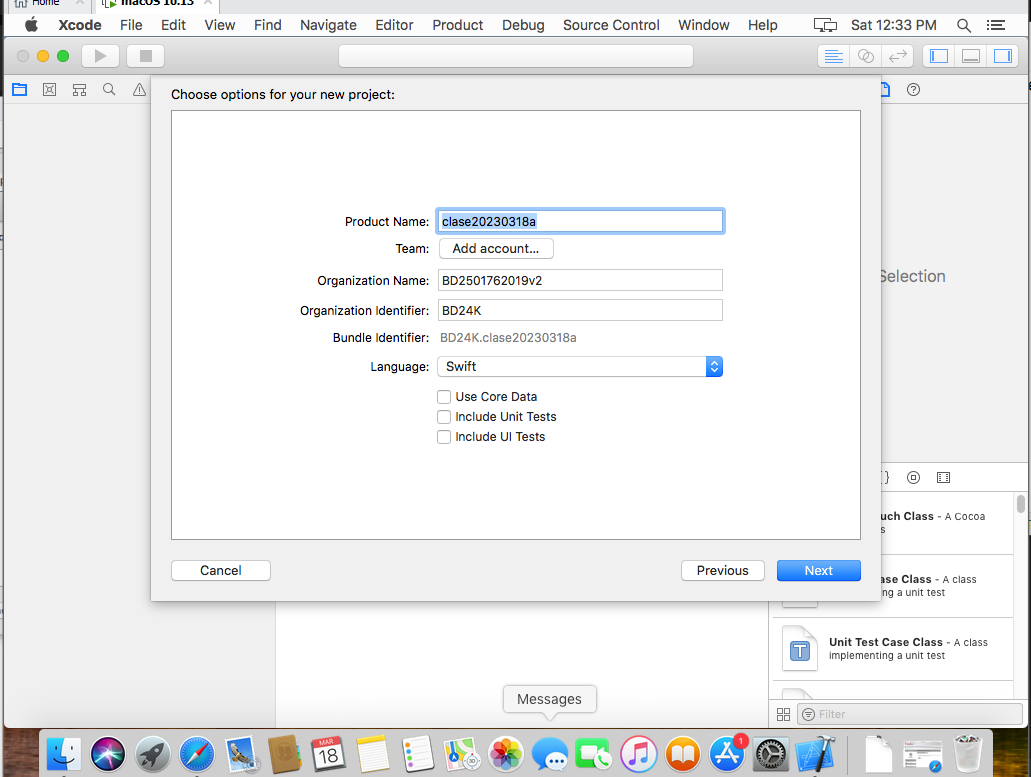 Home
macOS 10.13
Xcode File Edit View Find Navigate Editor Product Debug Source Control Window Help Sat 12:33 PM
Choose options for your new project:
Product Name: clase20230318a
Team: Add account...
Organization Name: BD2501762019v2
Organization Identifier: BD24K
Bundle Identifier: BD24K.clase20230318a
Language: Swift
Use Core Data
Include Unit Tests
Include UI Tests
Selection
Cancel Previous Next
Class - A Cocoa
Class - A class
a unit test
Unit Test Case Class - A class
implementing a unit test
Filter
Messages
MAR
18
3D
1
T